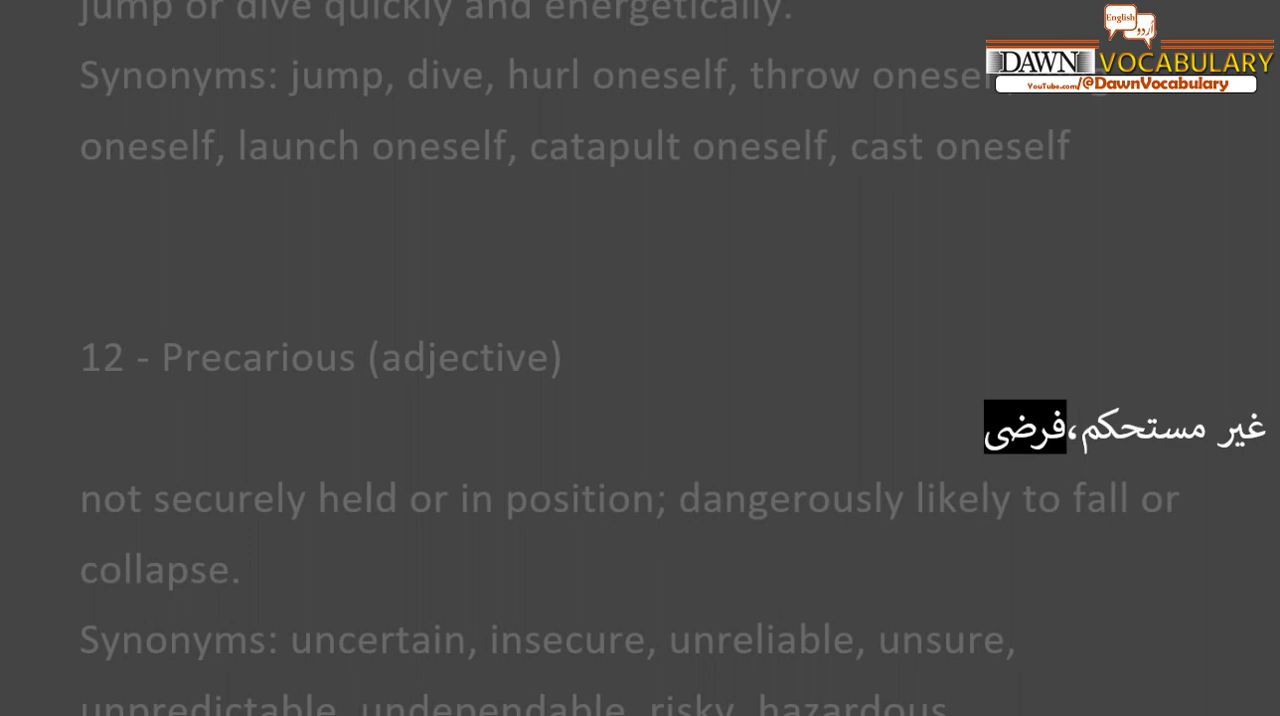 jump or dive quickly and energetically.
English
اُردو
DAWN VOCABULARY
YouTube.com/@DawnVocabulary
Synonyms: jump, dive, hurl oneself, throw
oneself, launch oneself, catapult oneself, cast oneself
12 - Precarious (adjective)
غیر مستحکم،فرضی
not securely held or in position; dangerously likely to fall or
collapse.
Synonyms: uncertain, insecure, unreliable, unsure,
unpredictable, undependable, risky, hazardous